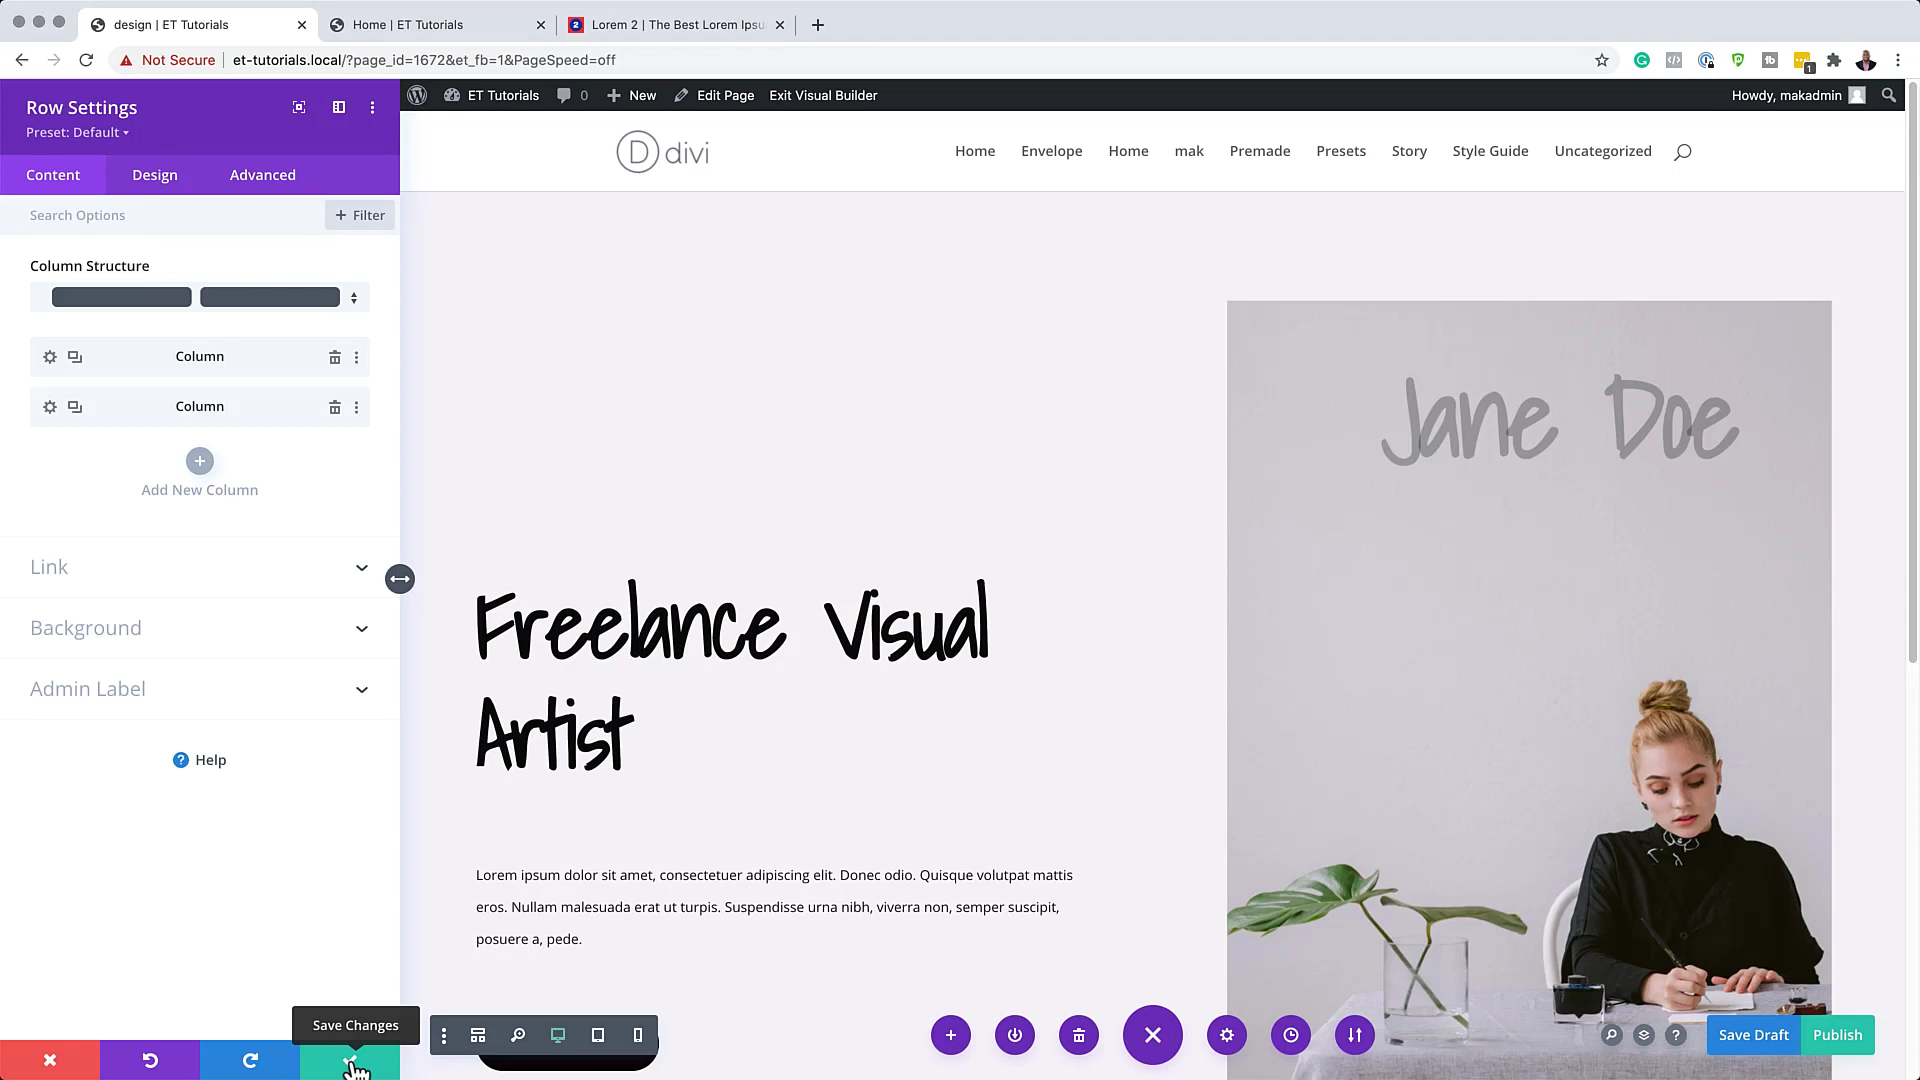 design | ET Tutorials
Home | ET Tutorials
2 Lorem 2 | The Best Lorem Ipsu
Not Secure
et-tutorials.local/?page_id=1672&et_fb=1&PageSpeed=off
1
Row Settings
Preset: Default
Content
Design
Advanced
Search Options
+ Filter
Column Structure
Column
Column
Add New Column
Link
Background
Admin Label
? Help
Save Changes
ET Tutorials
0
New
Edit Page
Exit Visual Builder
Howdy, makadmin
D divi
Home
Envelope
Home
mak
Premade
Presets
Story
Style Guide
Uncategorized
Jane Doe
Freelance Visual
Artist
Lorem ipsum dolor sit amet, consectetuer adipiscing elit. Donec odio. Quisque volutpat mattis
eros. Nullam malesuada erat ut turpis. Suspendisse urna nibh, viverra non, semper suscipit,
posuere a, pede.
?
Save Draft
Publish